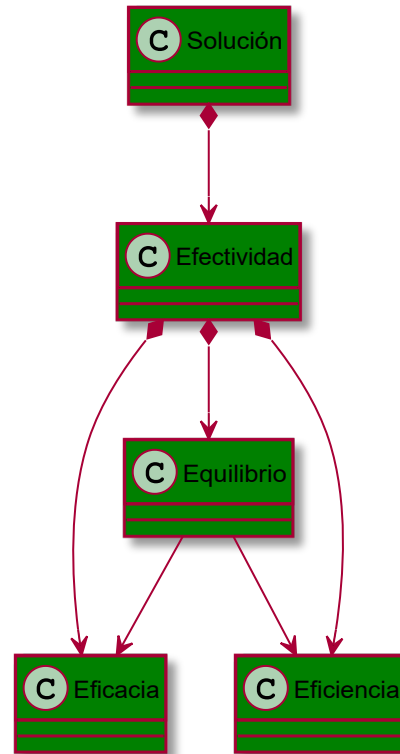 C Solución
C Efectividad
C Equilibrio
C Eficacia
C Eficiencia